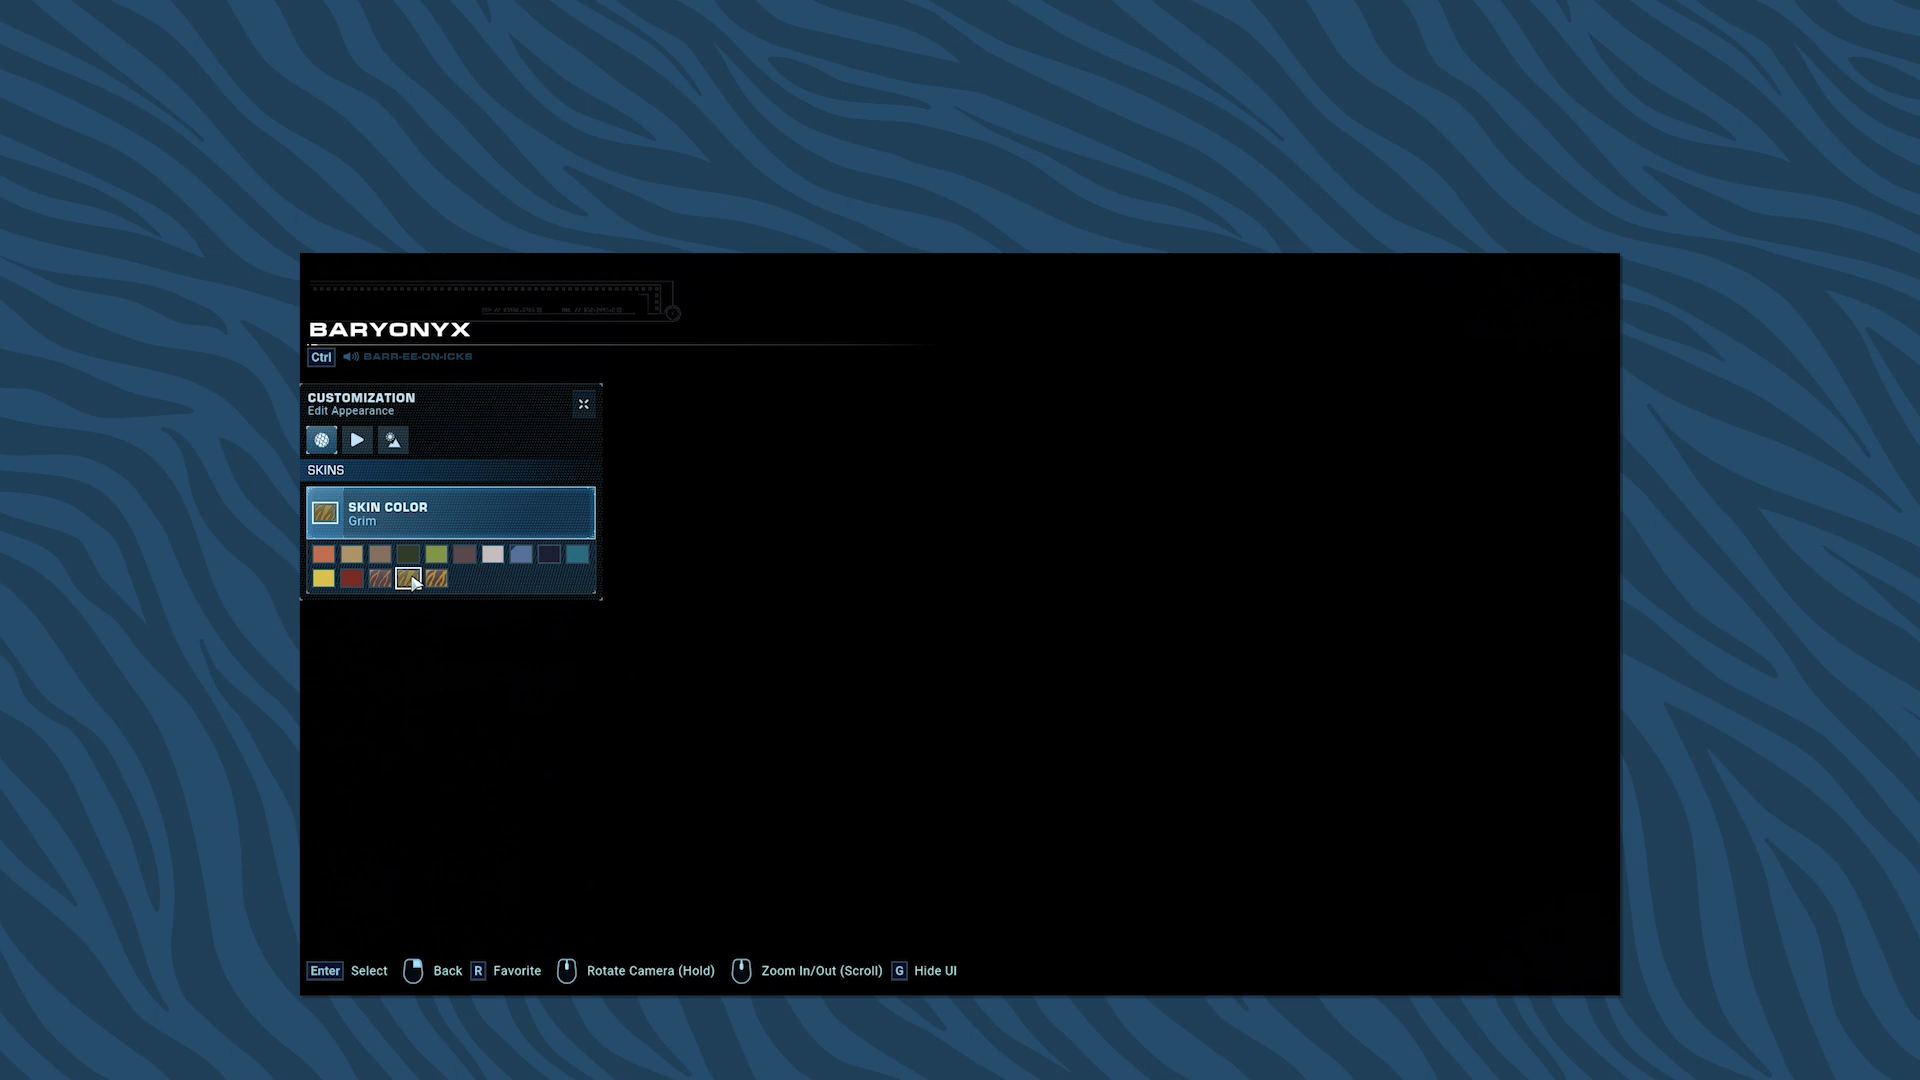 BARYONYX
Ctrl BARR-EE-ON-ICKS
CUSTOMIZATION
Edit Appearance
SKINS
SKIN COLOR
Grim
Enter Select Back R Favorite Rotate Camera (Hold) Zoom In/Out (Scroll) G Hide UI